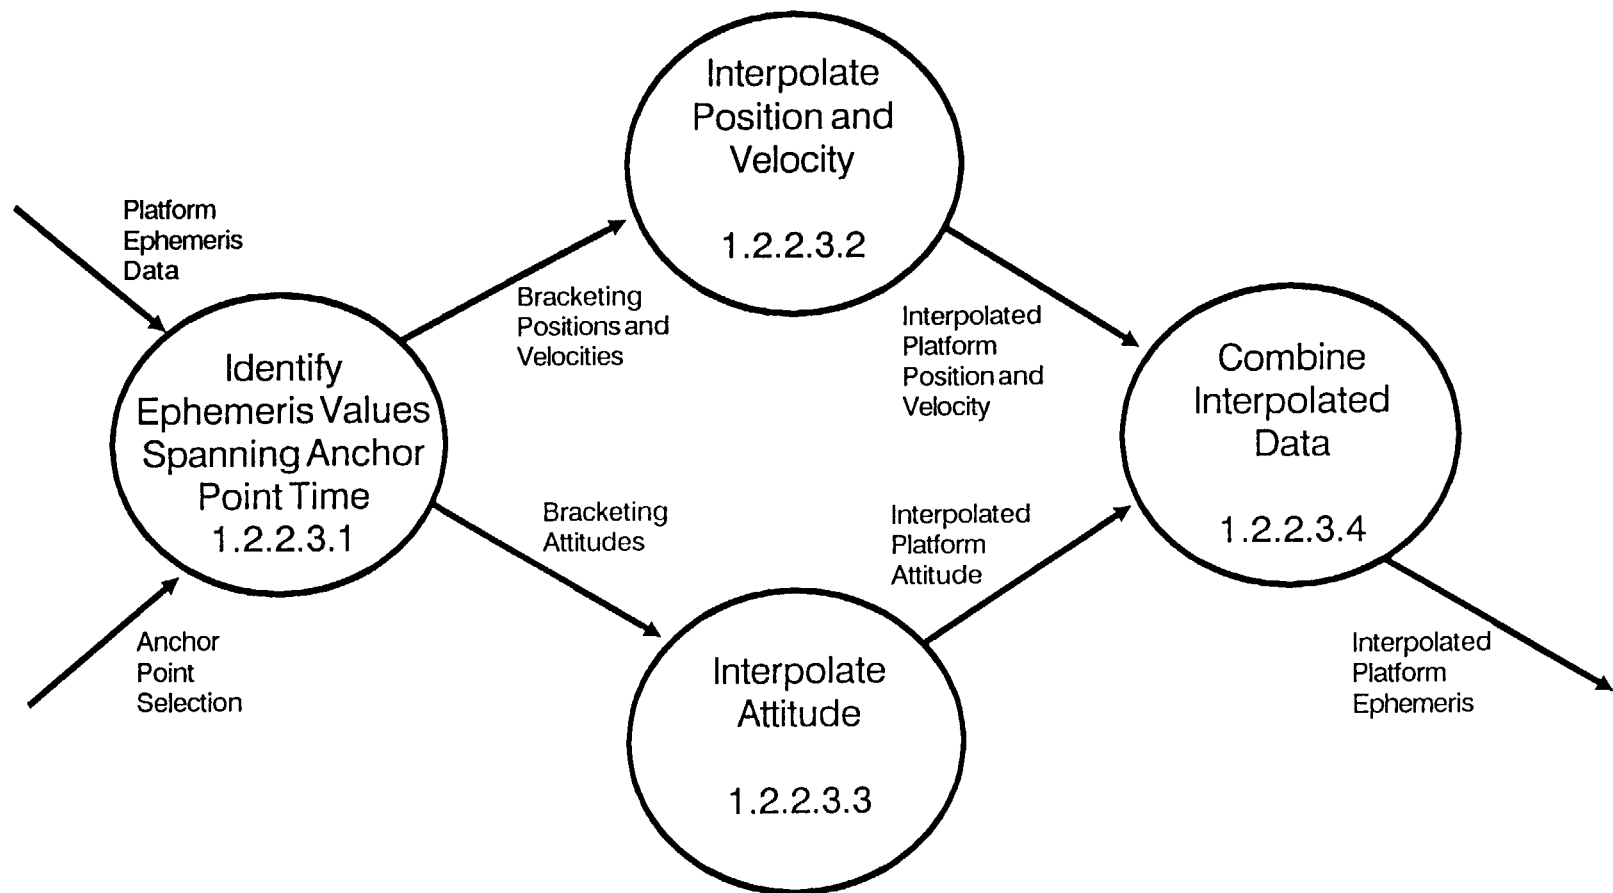 Interpolate
Position and
Velocity
1.2.2.3.2
Platform
Ephemeris
Data
Bracketing
Positions and
Velocities
Interpolated
Platform
Position and
Velocity
Identify
Ephemeris Values
Spanning Anchor
Point Time
1.2.2.3.1
Combine
Interpolated
Data
1.2.2.3.4
Bracketing
Attitudes
Interpolated
Platform
Attitude
Anchor
Point
Selection
Interpolate
Attitude
1.2.2.3.3
Interpolated
Platform
Ephemeris